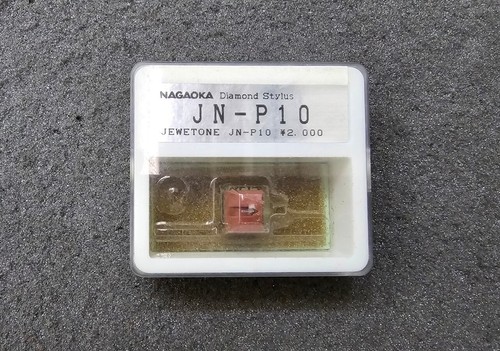 NAGAOKA Diamond Stylus
JN-P10
JEWETONE JN-P10 ¥2.000